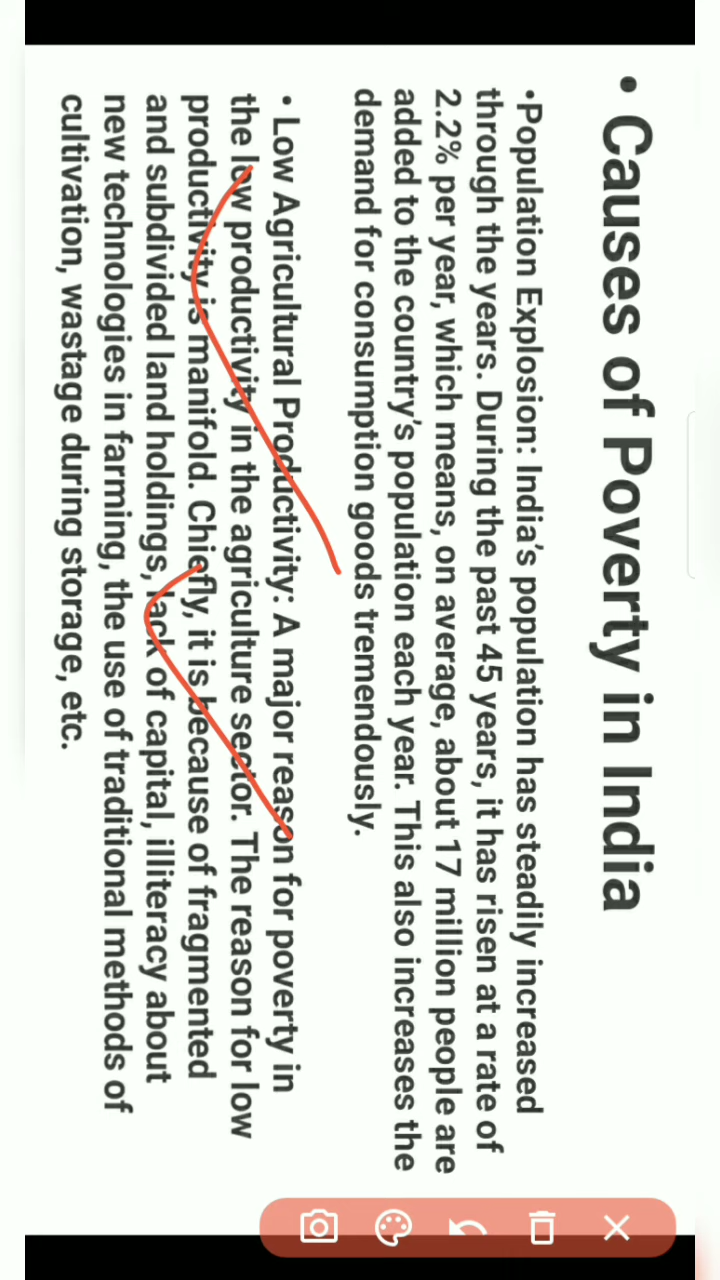 • Causes of Poverty in India
•Population Explosion: India's population has steadily increased
through the years. During the past 45 years, it has risen at a rate of
2.2% per year, which means, on average, about 17 million people are
added to the country's population each year. This also increases the
demand for consumption goods tremendously.
• Low Agricultural Productivity: A major reason for poverty in
the low productivity in the agriculture sector. The reason for low
productivity is manifold. Chiefly, it is because of fragmented
and subdivided land holdings, lack of capital, illiteracy about
new technologies in farming, the use of traditional methods of
cultivation, wastage during storage, etc.